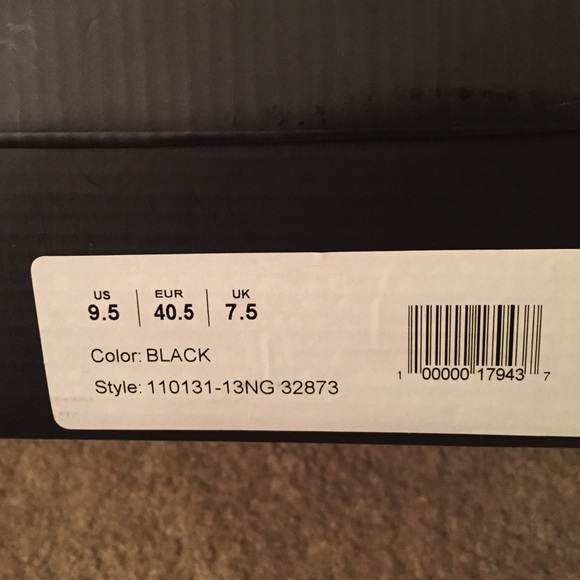 US EUR UK
9.5 40.5 7.5
Color: BLACK
Style: 110131-13NG 32873
1 00000 17943 7